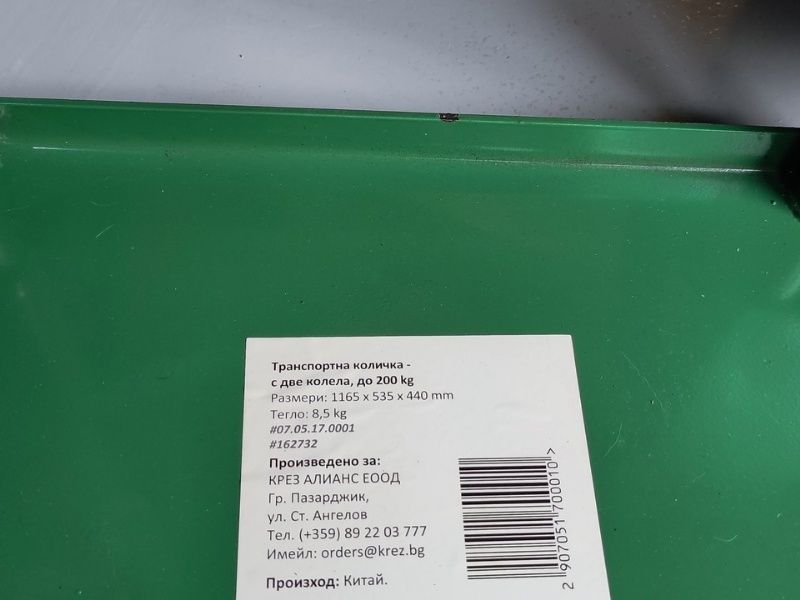 Транспортна количка -
с две колела, до 200 kg
Размери: 1165 x 535 x 440 mm
Тегло: 8,5 kg
#07.05.17.0001
#162732
Произведено за:
КРЕЗ АЛИАНС ЕООД
Гр. Пазарджик,
ул. Ст. Ангелов
Тел. (+359) 89 22 03 777
Имейл: orders@krez.bg
Произход: Китай.
2 907051 700010 >